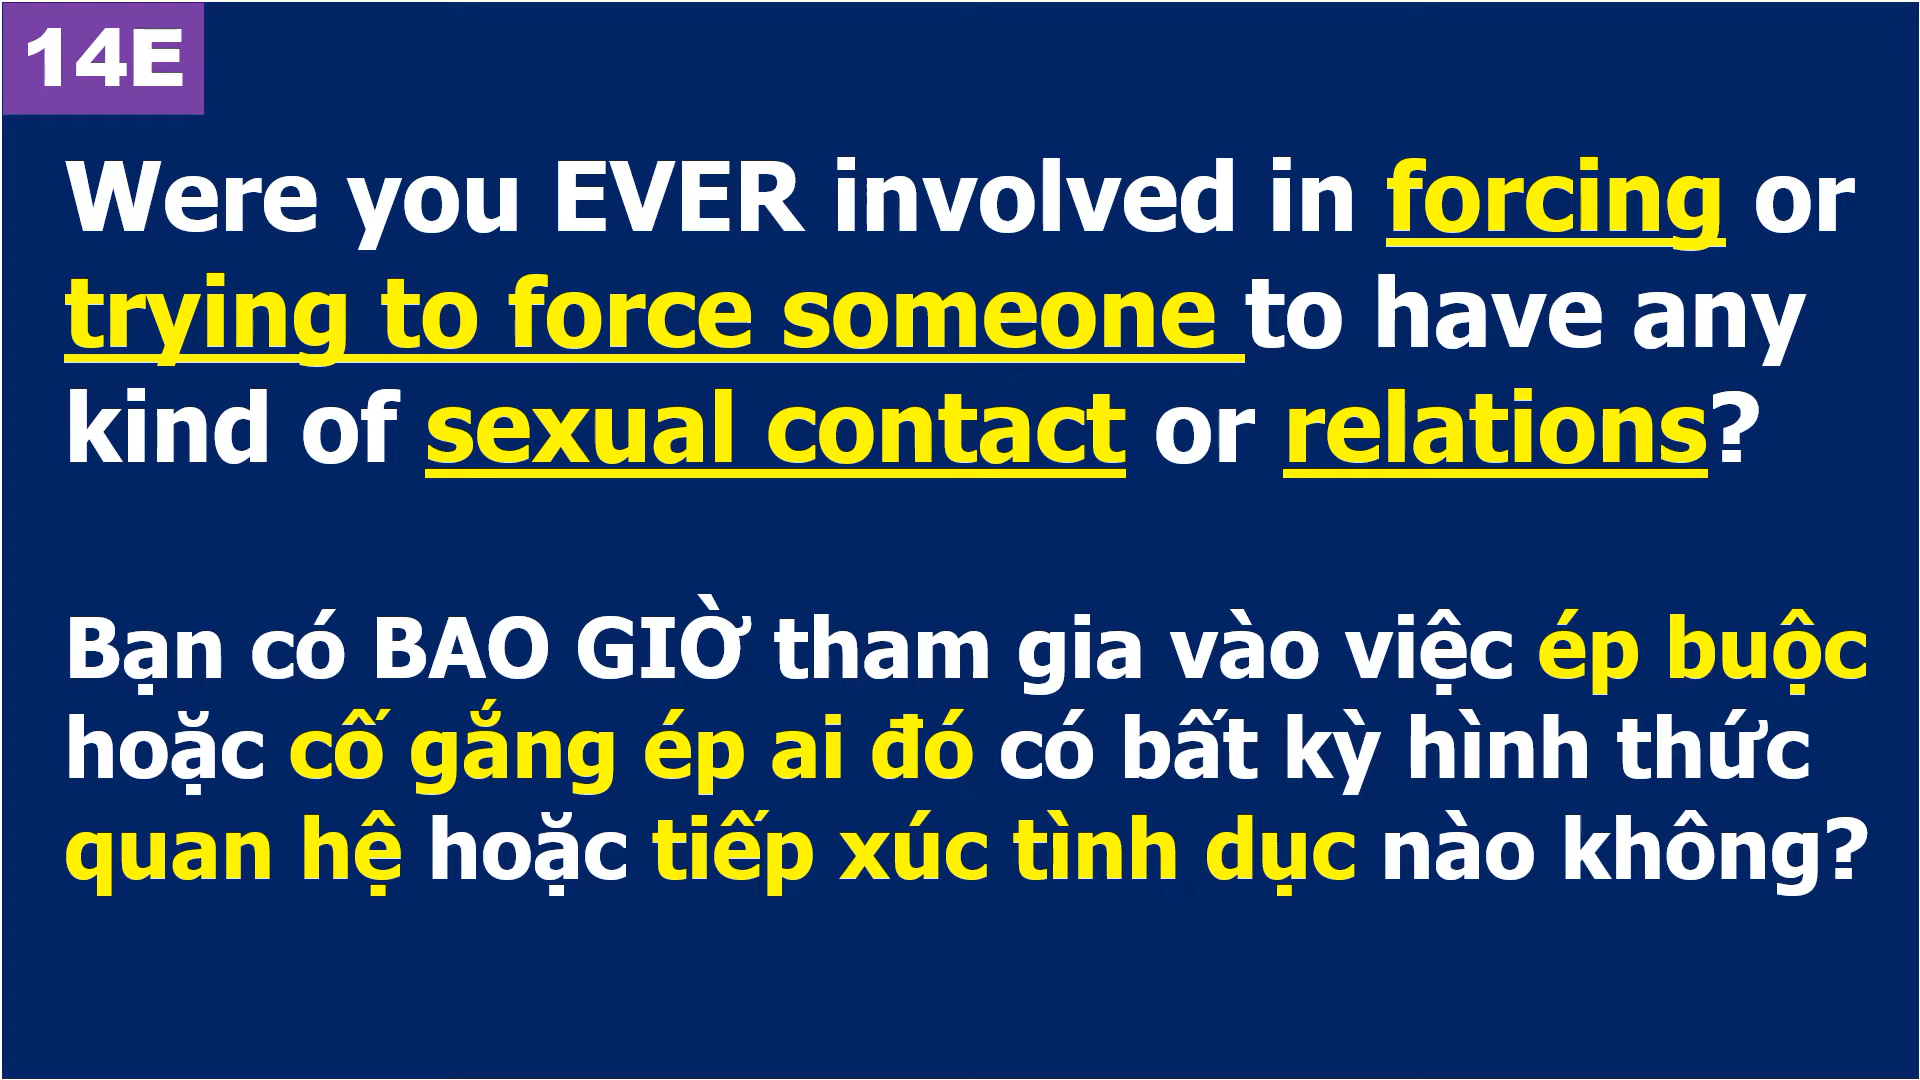 14E
Were you EVER involved in forcing or
trying to force someone to have any
kind of sexual contact or relations?
Bạn có BAO GIỜ tham gia vào việc ép buộc
hoặc cố gắng ép ai đó có bất kỳ hình thức
quan hệ hoặc tiếp xúc tình dục nào không?